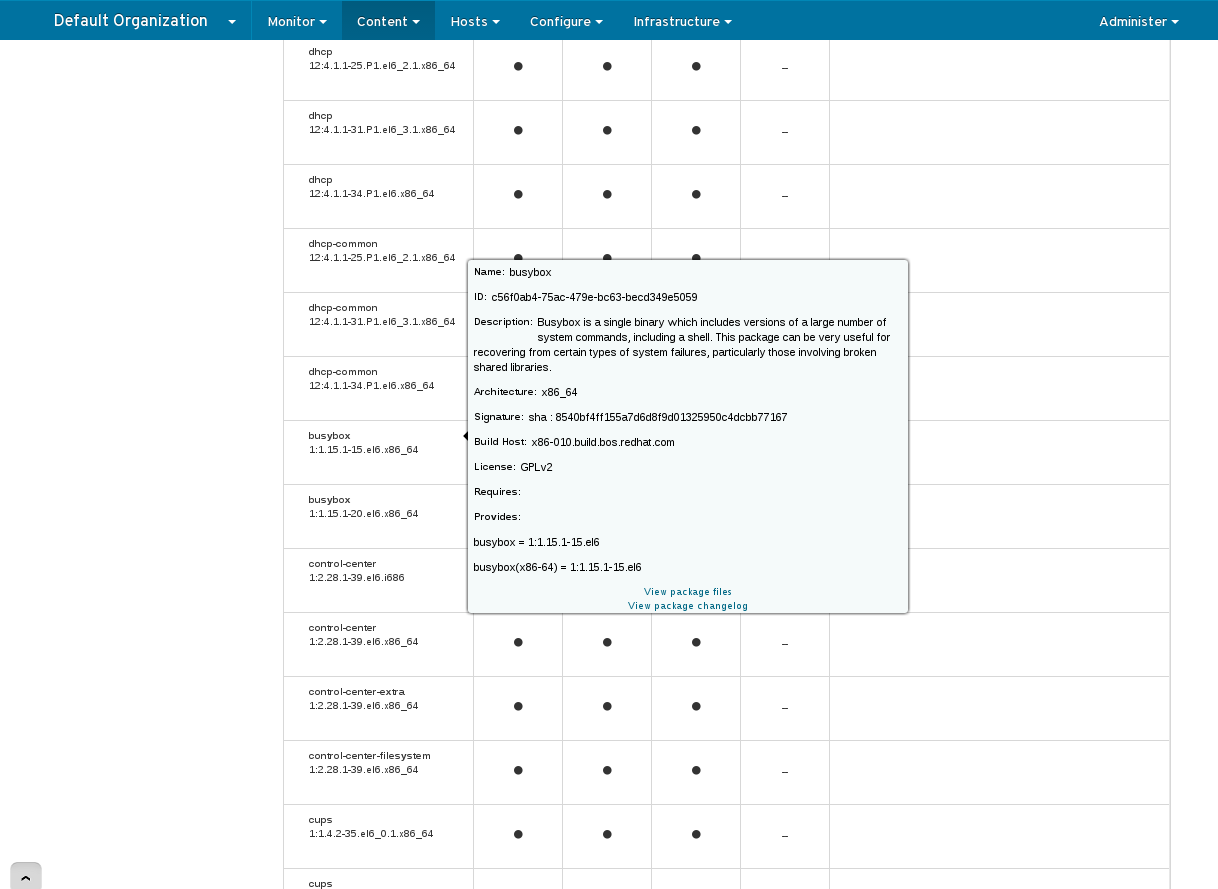 Default Organization Monitor Content Hosts Configure Infrastructure Administer
dhcp
12:4.1.1-25.P1.el6_2.1.x86_64
–
dhcp
12:4.1.1-31.P1.el6_3.1.x86_64
–
dhcp
12:4.1.1-34.P1.el6.x86_64
–
dhcp-common
12:4.1.1-25.P1.el6_2.1.x86_64
dhcp-common
12:4.1.1-31.P1.el6_3.1.x86_64
dhcp-common
12:4.1.1-34.P1.el6.x86_64
busybox
1:1.15.1-15.el6.x86_64
busybox
1:1.15.1-20.el6.x86_64
control-center
1:2.28.1-39.el6.i686
Name: busybox
ID: c56f0ab4-75ac-479e-bc63-becd349e5059
Description: Busybox is a single binary which includes versions of a large number of
system commands, including a shell. This package can be very useful for
recovering from certain types of system failures, particularly those involving broken
shared libraries.
Architecture: x86_64
Signature: sha : 8540bf4ff155a7d6d8f9d01325950c4dcbb77167
Build Host: x86-010.build.bos.redhat.com
License: GPLv2
Requires:
Provides:
busybox = 1:1.15.1-15.el6
busybox(x86-64) = 1:1.15.1-15.el6
View package files
View package changelog
control-center
1:2.28.1-39.el6.x86_64
–
control-center-extra
1:2.28.1-39.el6.x86_64
–
control-center-filesystem
1:2.28.1-39.el6.x86_64
–
cups
1:1.4.2-35.el6_0.1.x86_64
–
cups